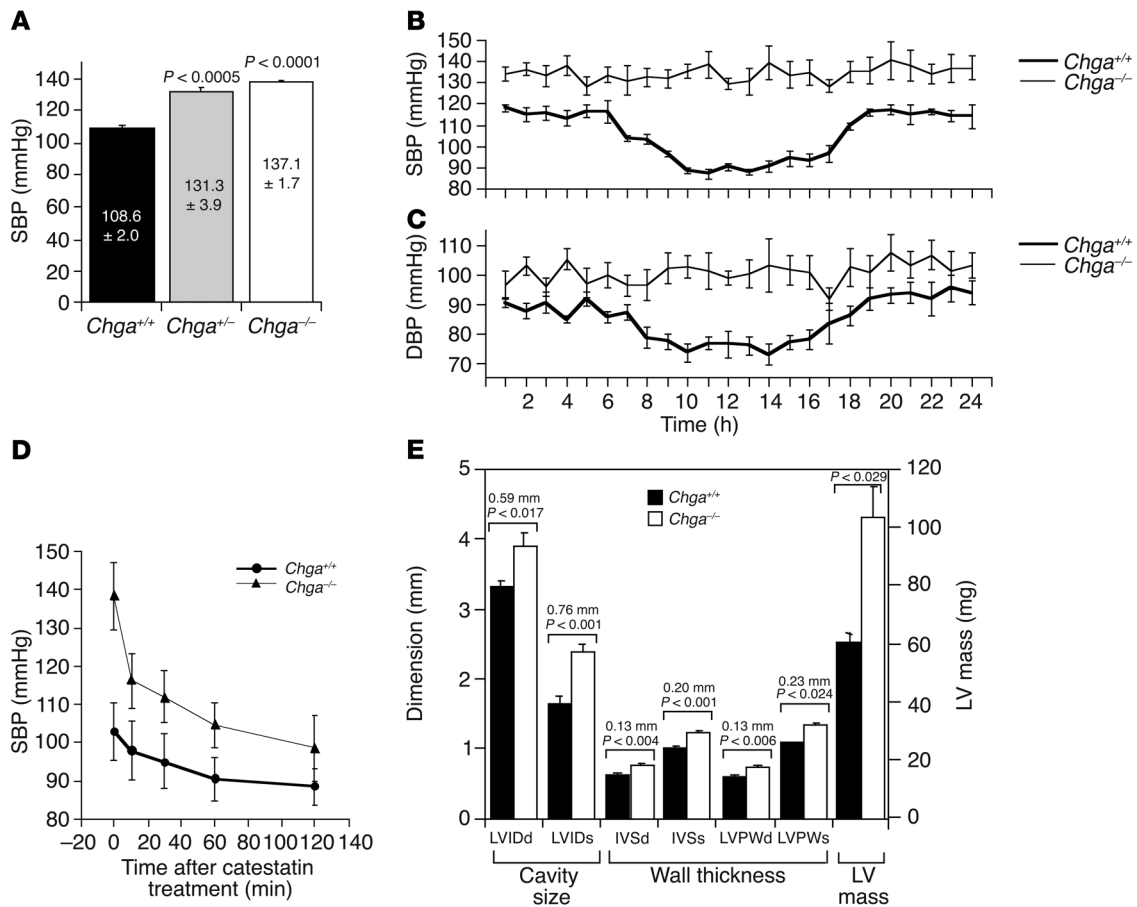 A
P < 0.0005
P < 0.0001
SBP (mmHg)
140
120
100
80
60
40
20
0
108.6
± 2.0
131.3
± 3.9
137.1
± 1.7
Chga+/+
Chga+/–
Chga–/–
B
SBP (mmHg)
150
140
130
120
110
100
90
80
Chga+/+
Chga–/–
C
DBP (mmHg)
100
90
80
70
Chga+/+
Chga–/–
2 4 6 8 10 12 14 16 18 20 22 24
Time (h)
D
SBP (mmHg)
150
140
130
120
110
100
90
80
Chga+/+
Chga–/–
–20 0 20 40 60 80 100 120 140
Time after catestatin
treatment (min)
E
Dimension (mm)
5
4
3
2
1
0
Chga+/+
Chga–/–
0.59 mm
P < 0.017
0.76 mm
P < 0.001
0.13 mm
P < 0.004
0.20 mm
P < 0.001
0.13 mm
P < 0.006
0.23 mm
P < 0.024
P < 0.029
LV mass (mg)
120
100
80
60
40
20
0
LVIDd LVIDs IVSd IVSs LVPWd LVPWs
Cavity
size
Wall thickness
LV
mass